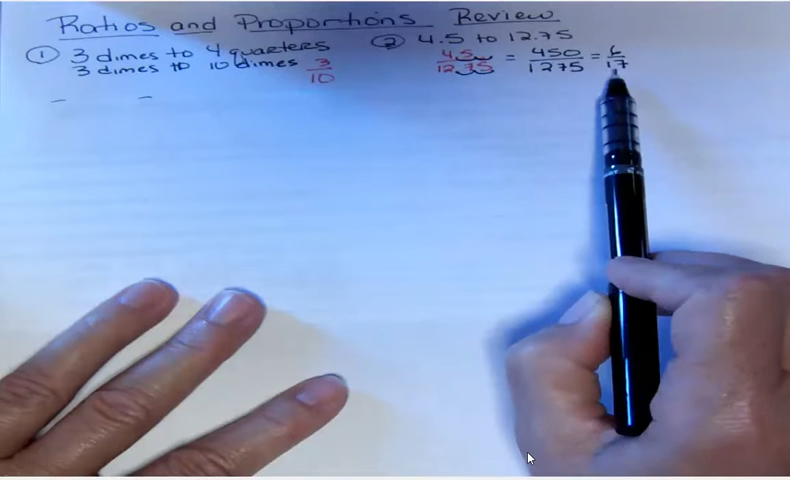 Ratios and Proportions Review
① 3 dimes to 4 quarters
3 dimes to 10 dimes 3/10
② 4.5 to 12.75
4.5/12.75 = 450/1275 = 6/17